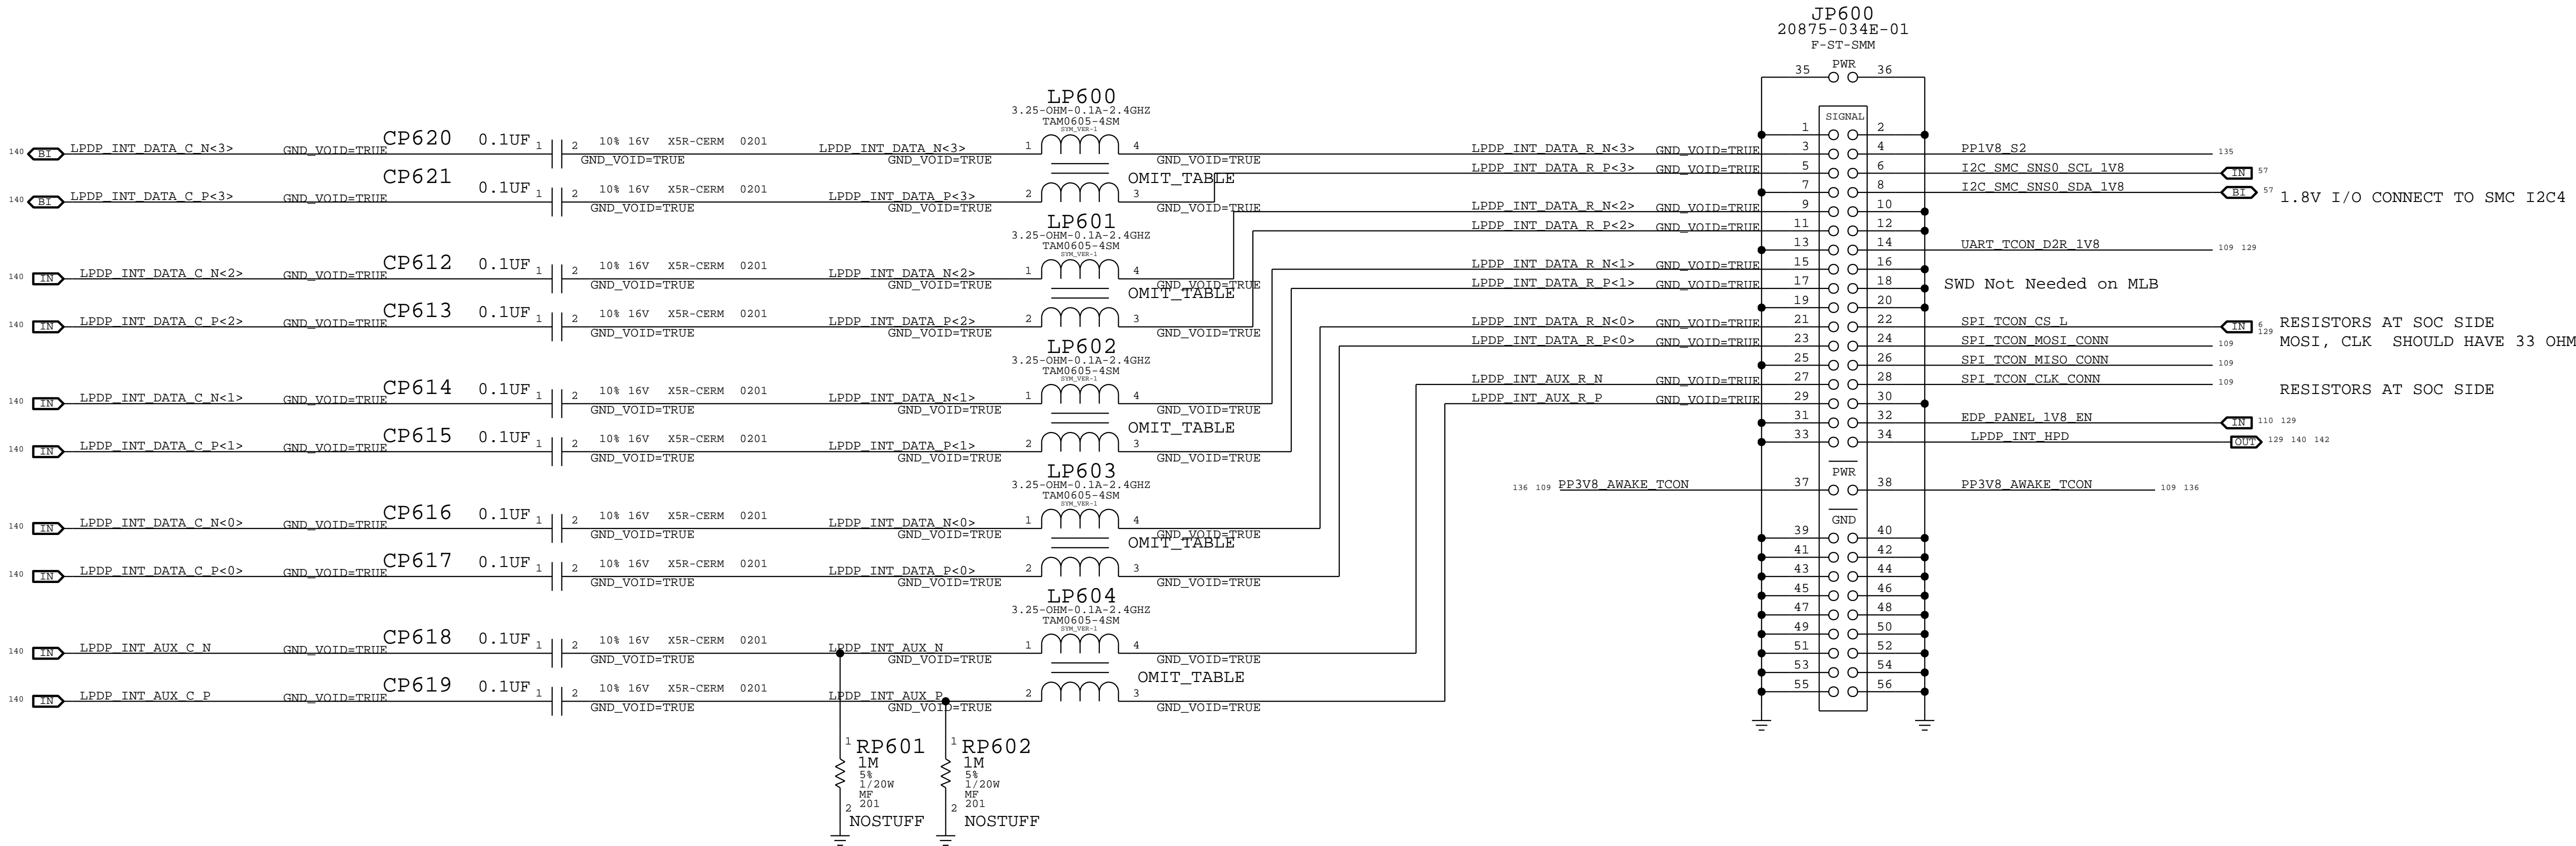 JP600
20875-034E-01
F-ST-SMM
35 PWR 36
SIGNAL
LP600
3.25-OHM-0.1A-2.4GHZ
TAM0605-4SM
SYM_VER-1
140 BI LPDP_INT_DATA_C_N<3> GND_VOID=TRUE CP620 0.1UF 1 2 10% 16V X5R-CERM 0201 GND_VOID=TRUE LPDP_INT_DATA_N<3> GND_VOID=TRUE 1 4 GND_VOID=TRUE
OMIT_TABLE
140 BI LPDP_INT_DATA_C_P<3> GND_VOID=TRUE CP621 0.1UF 1 2 10% 16V X5R-CERM 0201 GND_VOID=TRUE LPDP_INT_DATA_P<3> GND_VOID=TRUE 2 3 GND_VOID=TRUE
LP601
3.25-OHM-0.1A-2.4GHZ
TAM0605-4SM
SYM_VER-1
140 IN LPDP_INT_DATA_C_N<2> GND_VOID=TRUE CP612 0.1UF 1 2 10% 16V X5R-CERM 0201 GND_VOID=TRUE LPDP_INT_DATA_N<2> GND_VOID=TRUE 1 4 GND_VOID=TRUE
OMIT_TABLE
140 IN LPDP_INT_DATA_C_P<2> GND_VOID=TRUE CP613 0.1UF 1 2 10% 16V X5R-CERM 0201 GND_VOID=TRUE LPDP_INT_DATA_P<2> GND_VOID=TRUE 2 3 GND_VOID=TRUE
LP602
3.25-OHM-0.1A-2.4GHZ
TAM0605-4SM
SYM_VER-1
140 IN LPDP_INT_DATA_C_N<1> GND_VOID=TRUE CP614 0.1UF 1 2 10% 16V X5R-CERM 0201 GND_VOID=TRUE LPDP_INT_DATA_N<1> GND_VOID=TRUE 1 4 GND_VOID=TRUE
OMIT_TABLE
140 IN LPDP_INT_DATA_C_P<1> GND_VOID=TRUE CP615 0.1UF 1 2 10% 16V X5R-CERM 0201 GND_VOID=TRUE LPDP_INT_DATA_P<1> GND_VOID=TRUE 2 3 GND_VOID=TRUE
LP603
3.25-OHM-0.1A-2.4GHZ
TAM0605-4SM
SYM_VER-1
140 IN LPDP_INT_DATA_C_N<0> GND_VOID=TRUE CP616 0.1UF 1 2 10% 16V X5R-CERM 0201 GND_VOID=TRUE LPDP_INT_DATA_N<0> GND_VOID=TRUE 1 4 GND_VOID=TRUE
OMIT_TABLE
140 IN LPDP_INT_DATA_C_P<0> GND_VOID=TRUE CP617 0.1UF 1 2 10% 16V X5R-CERM 0201 GND_VOID=TRUE LPDP_INT_DATA_P<0> GND_VOID=TRUE 2 3 GND_VOID=TRUE
LP604
3.25-OHM-0.1A-2.4GHZ
TAM0605-4SM
SYM_VER-1
140 IN LPDP_INT_AUX_C_N GND_VOID=TRUE CP618 0.1UF 1 2 10% 16V X5R-CERM 0201 GND_VOID=TRUE LPDP_INT_AUX_N GND_VOID=TRUE 1 4 GND_VOID=TRUE
OMIT_TABLE
140 IN LPDP_INT_AUX_C_P GND_VOID=TRUE CP619 0.1UF 1 2 10% 16V X5R-CERM 0201 GND_VOID=TRUE LPDP_INT_AUX_P GND_VOID=TRUE 2 3 GND_VOID=TRUE
1 RP601
1M
5%
1/20W
MF
2 201
NOSTUFF
1 RP602
1M
5%
1/20W
MF
2 201
NOSTUFF
1 2
LPDP_INT_DATA_R_N<3> GND_VOID=TRUE 3 4 PP1V8_S2 135
LPDP_INT_DATA_R_P<3> GND_VOID=TRUE 5 6 I2C_SMC_SNS0_SCL_1V8 IN 57
7 8 I2C_SMC_SNS0_SDA_1V8 BI 57
1.8V I/O CONNECT TO SMC I2C4
LPDP_INT_DATA_R_N<2> GND_VOID=TRUE 9 10
LPDP_INT_DATA_R_P<2> GND_VOID=TRUE 11 12
13 14 UART_TCON_D2R_1V8 109 129
LPDP_INT_DATA_R_N<1> GND_VOID=TRUE 15 16
LPDP_INT_DATA_R_P<1> GND_VOID=TRUE 17 18 SWD Not Needed on MLB
19 20
LPDP_INT_DATA_R_N<0> GND_VOID=TRUE 21 22 SPI_TCON_CS_L IN 6 129 RESISTORS AT SOC SIDE
LPDP_INT_DATA_R_P<0> GND_VOID=TRUE 23 24 SPI_TCON_MOSI_CONN 109 MOSI, CLK SHOULD HAVE 33 OHM
25 26 SPI_TCON_MISO_CONN 109
LPDP_INT_AUX_R_N GND_VOID=TRUE 27 28 SPI_TCON_CLK_CONN 109
RESISTORS AT SOC SIDE
LPDP_INT_AUX_R_P GND_VOID=TRUE 29 30
31 32 EDP_PANEL_1V8_EN IN 110 129
33 34 LPDP_INT_HPD OUT 129 140 142
PWR
136 109 PP3V8_AWAKE_TCON 37 38 PP3V8_AWAKE_TCON 109 136
GND
39 40
41 42
43 44
45 46
47 48
49 50
51 52
53 54
55 56